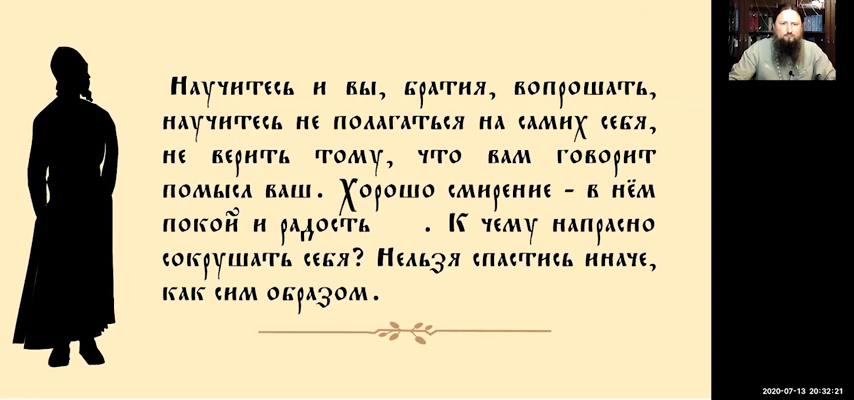 Научитесь и вы, братия, вопрошать,
научитесь не полагаться на самих себя,
не верить тому, что вам говорит
помысл ваш. Хорошо смирение - в нём
покой и радость . К чему напрасно
сокрушать себя? Нельзя спастись иначе,
как сим образом.
2020-07-13 20:32:21